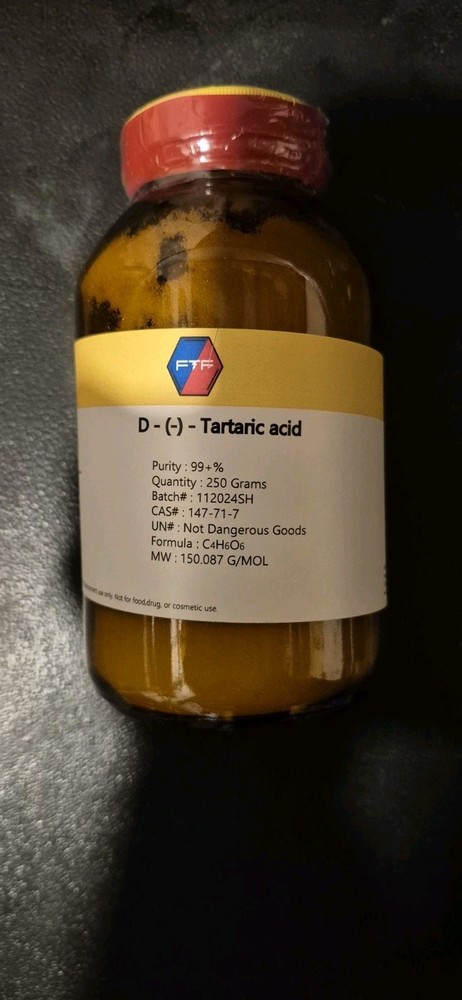 FTF
D - (-) - Tartaric acid
Purity : 99+%
Quantity : 250 Grams
Batch# : 112024SH
CAS# : 147-71-7
UN# : Not Dangerous Goods
Formula : C₄H₆O₆
MW : 150.087 G/MOL
use only. Not for food,drug, or cosmetic use.